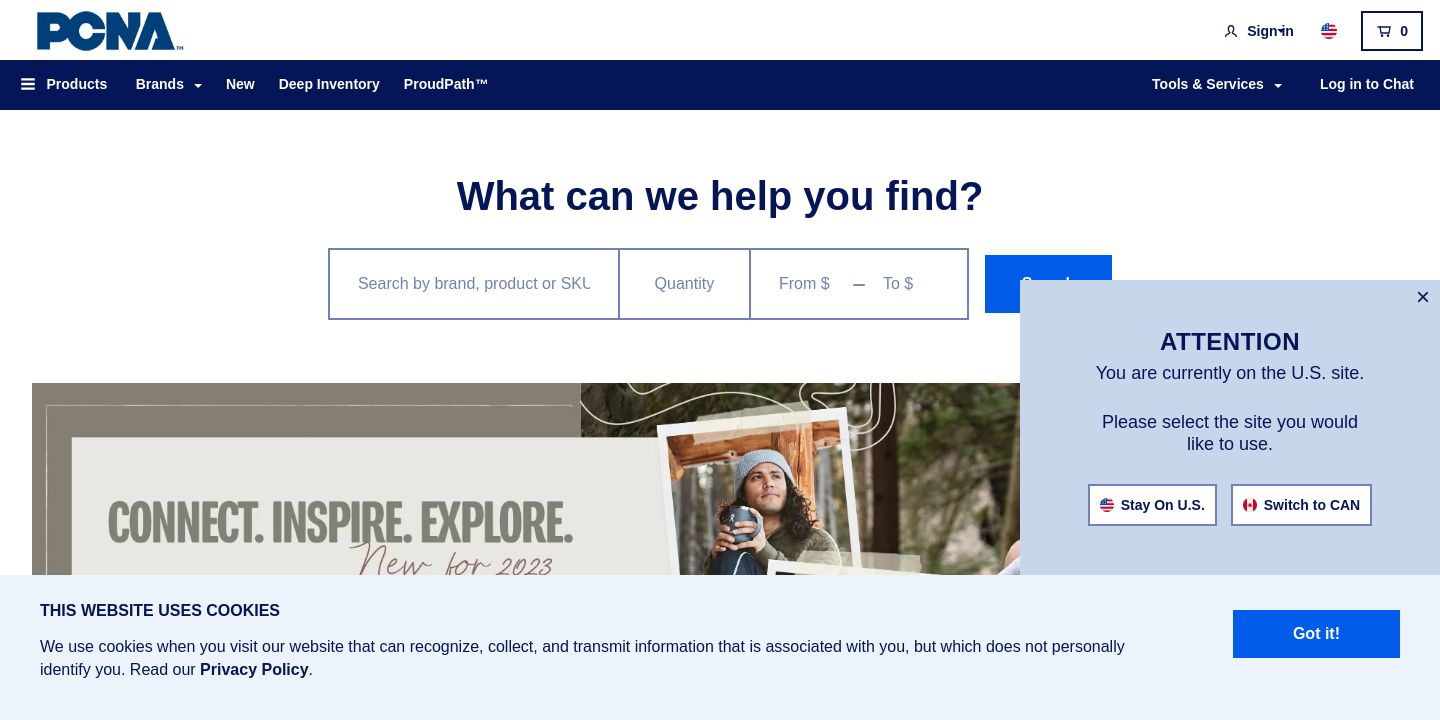 PCNA™
Sign in
0
Products
Brands
New
Deep Inventory
ProudPath™
Tools & Services
Log in to Chat
What can we help you find?
Search by brand, product or SKU
Quantity
From $
–
To $
×
ATTENTION
You are currently on the U.S. site.
Please select the site you would
like to use.
Stay On U.S.
Switch to CAN
CONNECT. INSPIRE. EXPLORE.
New for 2023
THIS WEBSITE USES COOKIES
We use cookies when you visit our website that can recognize, collect, and transmit information that is associated with you, but which does not personally
identify you. Read our Privacy Policy.
Got it!